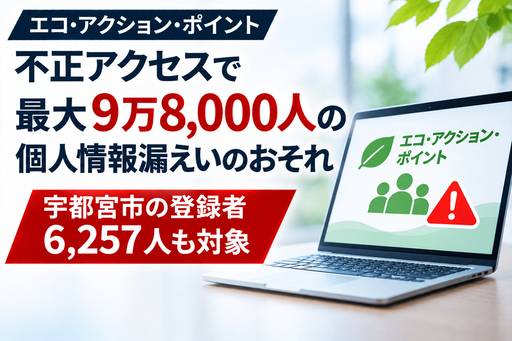 エコ・アクション・ポイント
不正アクセスで
最大9万8,000人の
個人情報漏えいのおそれ
宇都宮市の登録者
6,257人も対象
エコ・アクション・
ポイント